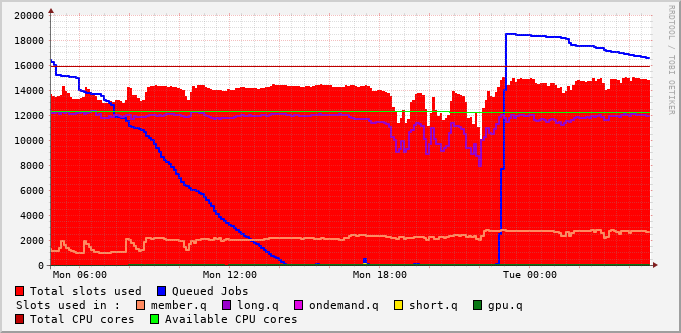 20000
18000
16000
14000
12000
10000
8000
6000
4000
2000
0
Mon 06:00 Mon 12:00 Mon 18:00 Tue 00:00
Total slots used Queued Jobs
Slots used in : member.q long.q ondemand.q short.q gpu.q
Total CPU cores Available CPU cores
RRDTOOL / TOBI OETIKER